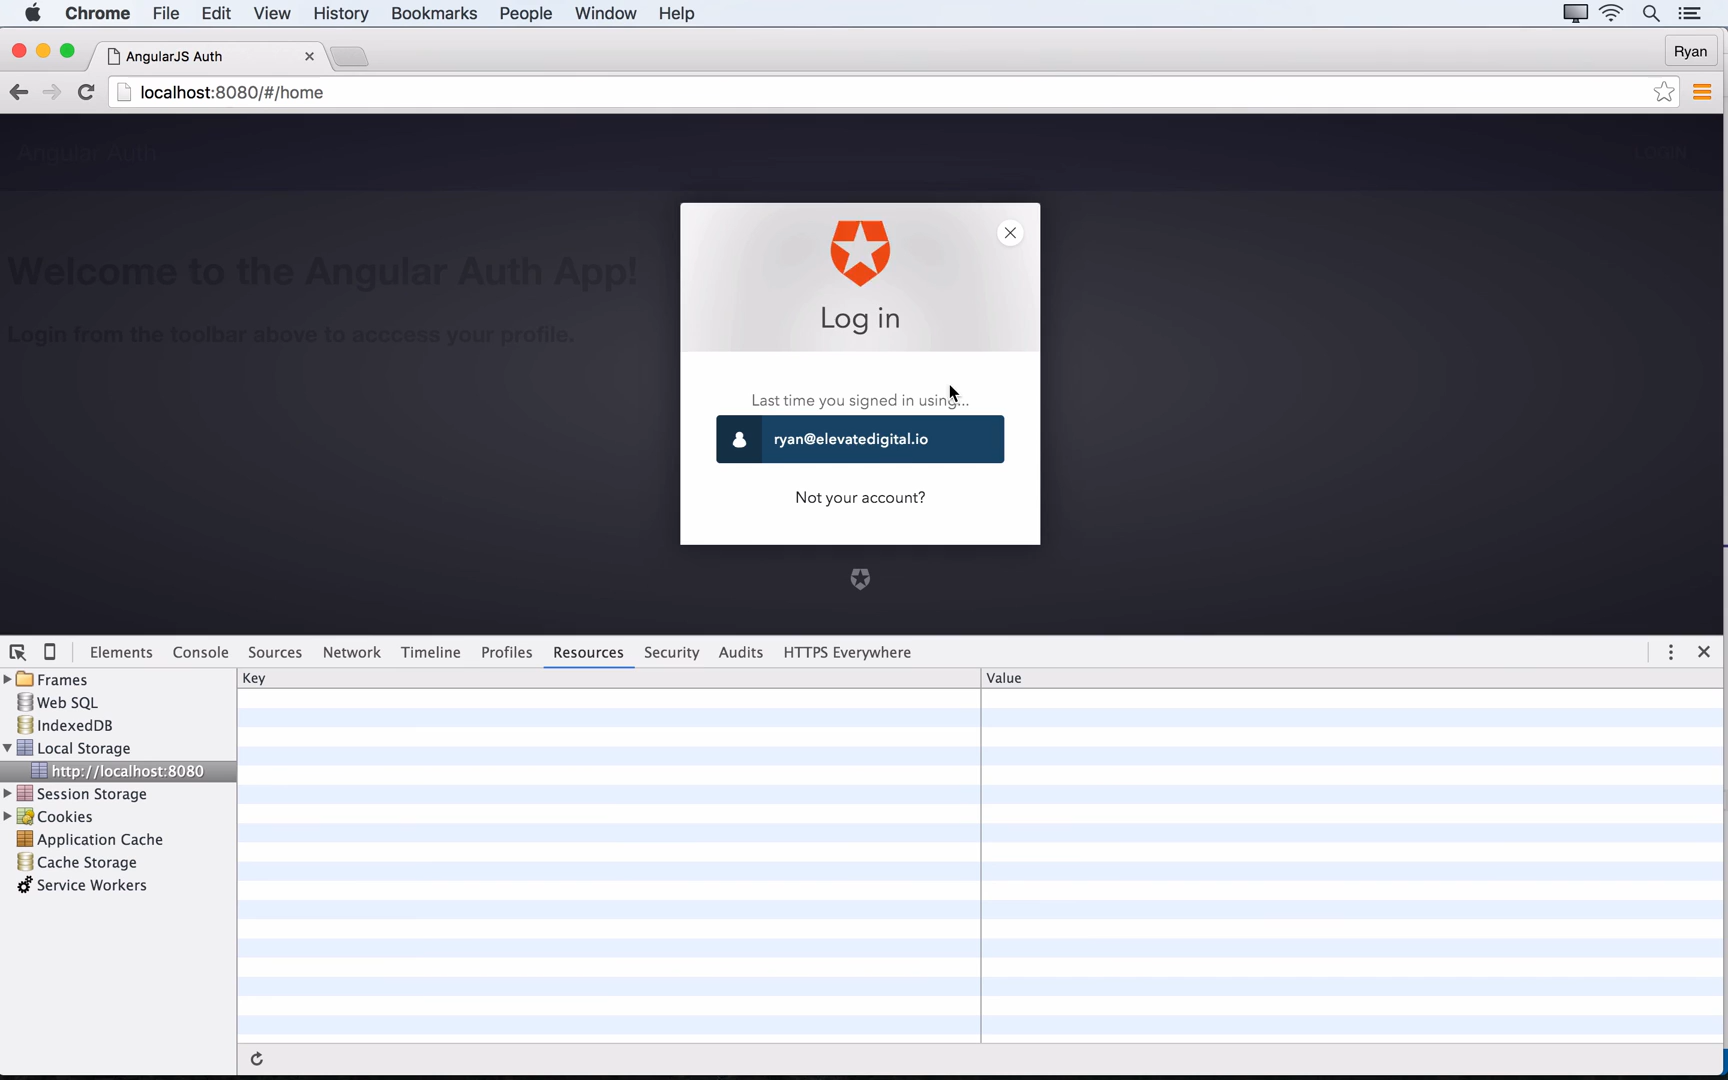 Chrome File Edit View History Bookmarks People Window Help
AngularJS Auth
Ryan
localhost:8080/#/home
Angular Auth
LOGIN
Welcome to the Angular Auth App!
Login from the toolbar above to acccess your profile.
Log in
Last time you signed in using...
ryan@elevatedigital.io
Not your account?
Elements Console Sources Network Timeline Profiles Resources Security Audits HTTPS Everywhere
Key Value
Frames
Web SQL
IndexedDB
Local Storage
http://localhost:8080
Session Storage
Cookies
Application Cache
Cache Storage
Service Workers